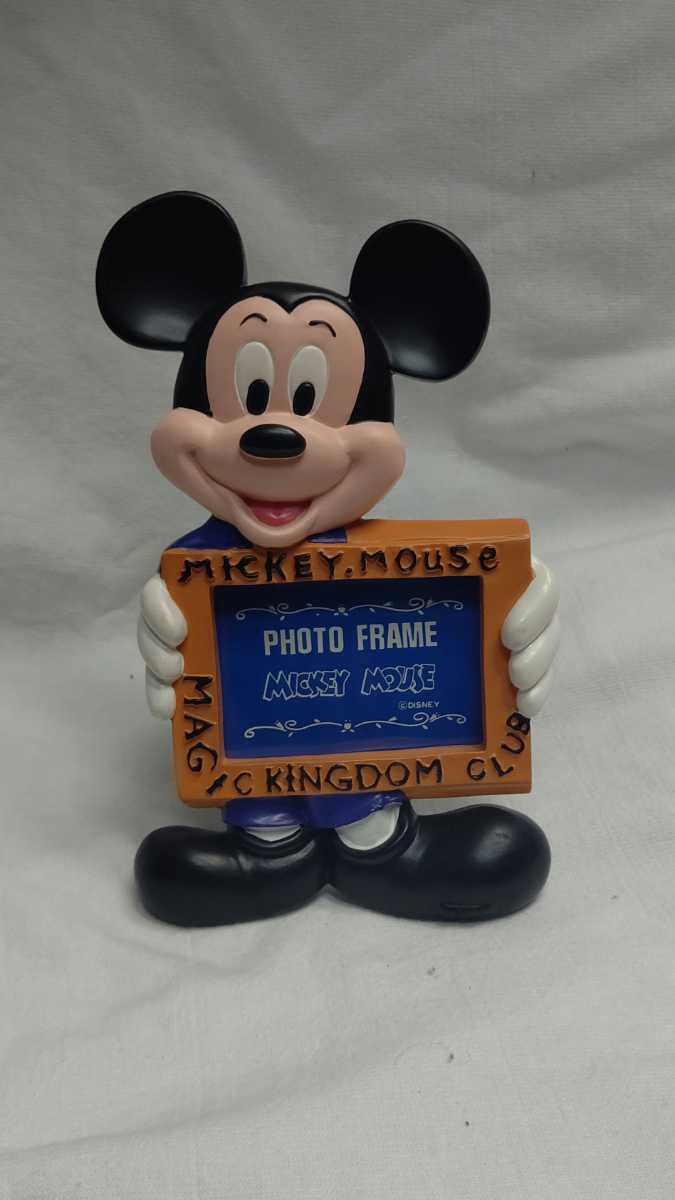 MICKEY.MOUSe
PHOTO FRAME
MICKEY MOUSE
©DISNEY
MAGIC KINGDOM CLUB